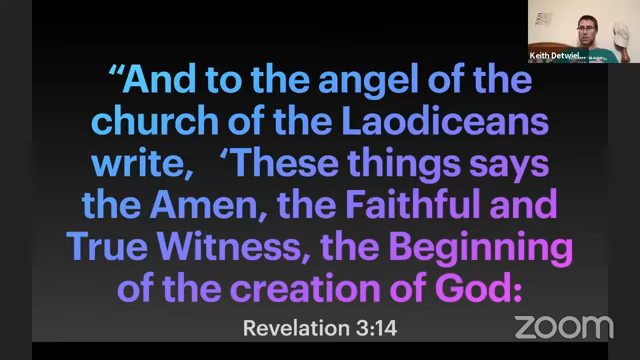 Keith Detwiel...
“And to the angel of the
church of the Laodiceans
write, ‘These things says
the Amen, the Faithful and
True Witness, the Beginning
of the creation of God:
Revelation 3:14
zoom